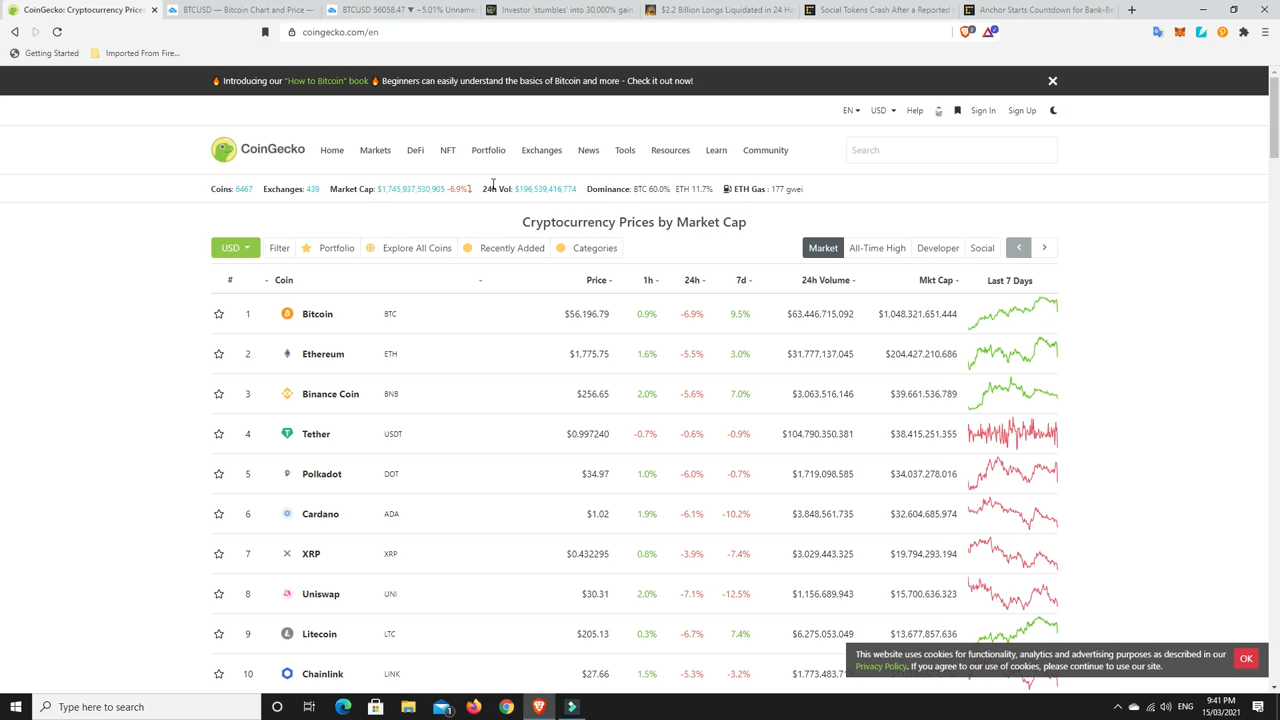 CoinGecko: Cryptocurrency Prices
BTCUSD — Bitcoin Chart and Price —
BTCUSD 56058.47 ▼ −5.01% Unname
Investor 'stumbles' into 30,000% gain
$2.2 Billion Longs Liquidated in 24 Ho
Social Tokens Crash After a Reported
Anchor Starts Countdown for Bank-Be
coingecko.com/en
Getting Started
Imported From Fire...
Introducing our "How to Bitcoin" book Beginners can easily understand the basics of Bitcoin and more - Check it out now!
EN USD Help Sign In Sign Up
CoinGecko Home Markets DeFi NFT Portfolio Exchanges News Tools Resources Learn Community Search
Coins: 6467 Exchanges: 439 Market Cap: $1,745,937,530,905 -6.9% 24h Vol: $196,539,416,774 Dominance: BTC 60.0% ETH 11.7% ETH Gas : 177 gwei
Cryptocurrency Prices by Market Cap
USD Filter Portfolio Explore All Coins Recently Added Categories Market All-Time High Developer Social
# Coin Price 1h 24h 7d 24h Volume Mkt Cap Last 7 Days
1 Bitcoin BTC $56,196.79 0.9% -6.9% 9.5% $63,446,715,092 $1,048,321,651,444
2 Ethereum ETH $1,775.75 1.6% -5.5% 3.0% $31,777,137,045 $204,427,210,686
3 Binance Coin BNB $256.65 2.0% -5.6% 7.0% $3,063,516,146 $39,661,536,789
4 Tether USDT $0.997240 -0.7% -0.6% -0.9% $104,790,350,381 $38,415,251,355
5 Polkadot DOT $34.97 1.0% -6.0% -0.7% $1,719,098,585 $34,037,278,016
6 Cardano ADA $1.02 1.9% -6.1% -10.2% $3,848,561,735 $32,604,685,974
7 XRP XRP $0.432295 0.8% -3.9% -7.4% $3,029,443,325 $19,794,293,194
8 Uniswap UNI $30.31 2.0% -7.1% -12.5% $1,156,689,943 $15,700,636,323
9 Litecoin LTC $205.13 0.3% -6.7% 7.4% $6,275,053,049 $13,677,857,636
10 Chainlink LINK $27.66 1.5% -5.3% -3.2%
This website uses cookies for functionality, analytics and advertising purposes as described in our
Privacy Policy. If you agree to our use of cookies, please continue to use our site.
OK
Type here to search
ENG
9:41 PM
15/03/2021